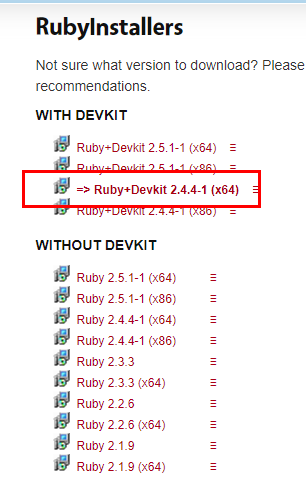 RubyInstallers
Not sure what version to download? Please
recommendations.
WITH DEVKIT
Ruby+Devkit 2.5.1-1 (x64) ≡
Ruby+Devkit 2.5.1-1 (x86) ≡
=> Ruby+Devkit 2.4.4-1 (x64) ≡
Ruby+Devkit 2.4.4-1 (x86) ≡
WITHOUT DEVKIT
Ruby 2.5.1-1 (x64) ≡
Ruby 2.5.1-1 (x86) ≡
Ruby 2.4.4-1 (x64) ≡
Ruby 2.4.4-1 (x86) ≡
Ruby 2.3.3 ≡
Ruby 2.3.3 (x64) ≡
Ruby 2.2.6 ≡
Ruby 2.2.6 (x64) ≡
Ruby 2.1.9 ≡
Ruby 2.1.9 (x64) ≡